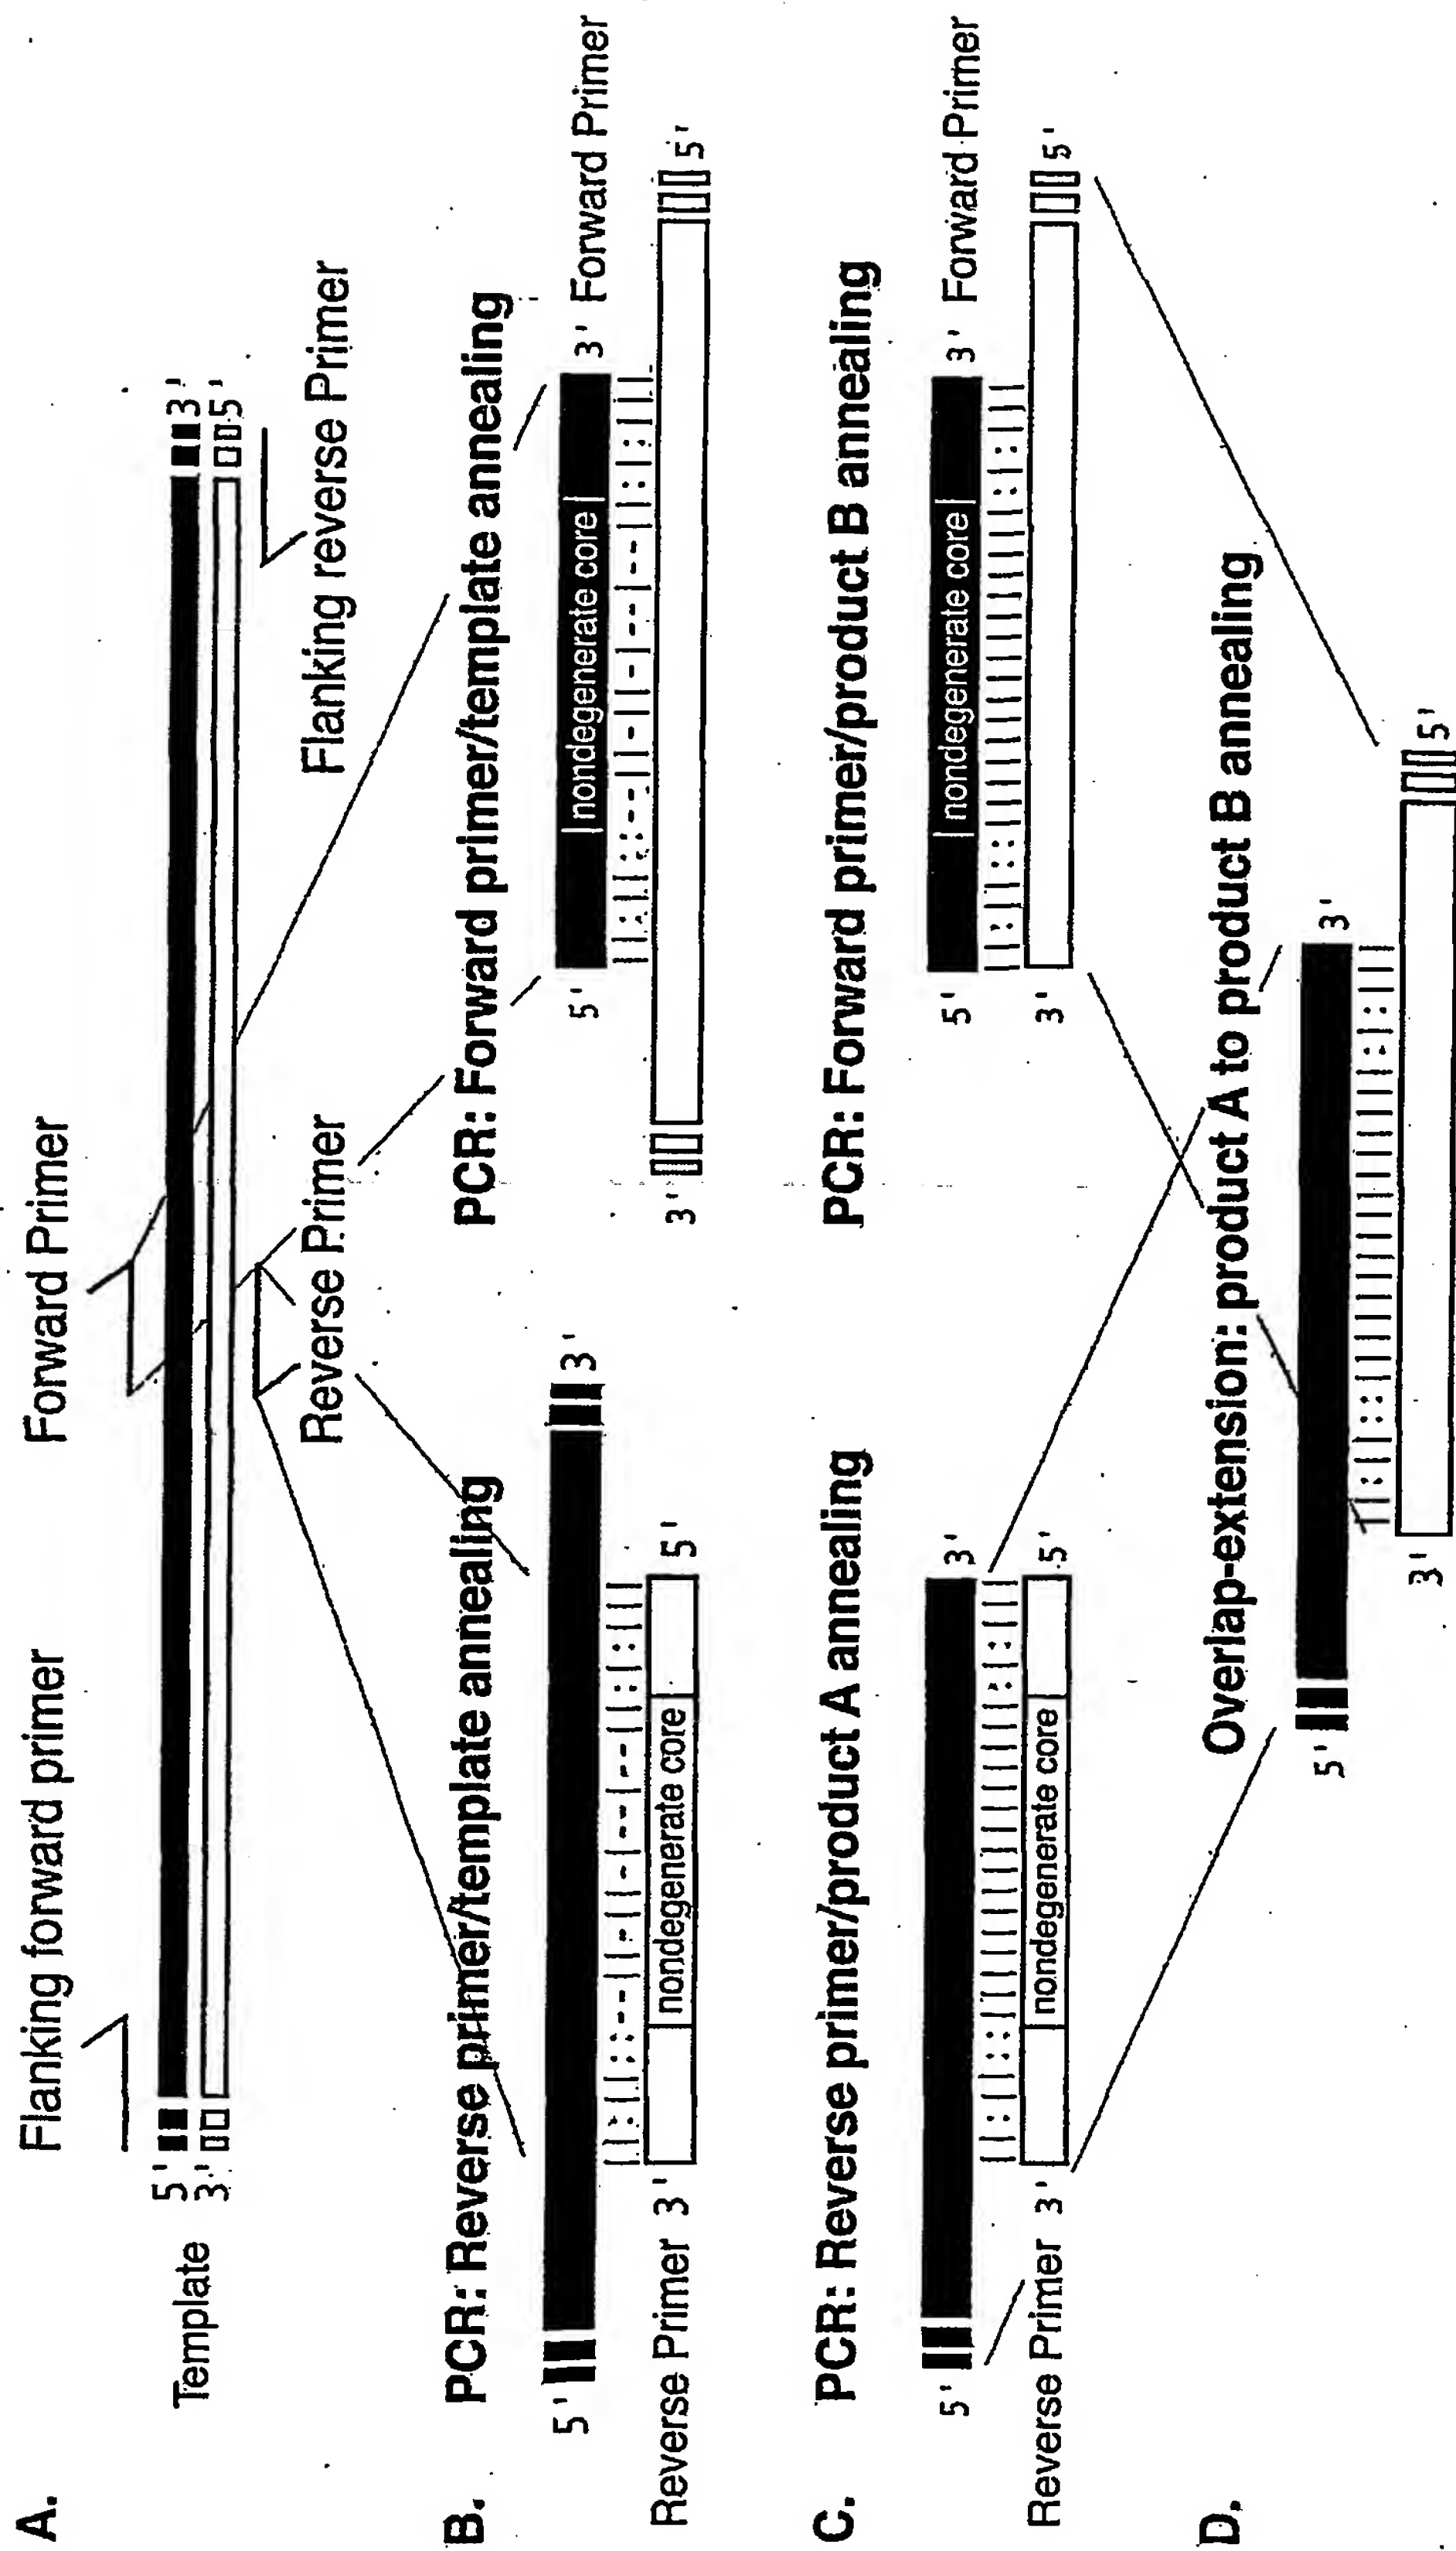 A.
Flanking forward primer
Forward Primer
Template
5' 3'
3' 5'
Reverse Primer
Flanking reverse Primer
B.
PCR: Reverse primer/template annealing
5' 3'
nondegenerate core
Reverse Primer 3' 5'
PCR: Forward primer/template annealing
5' nondegenerate core 3' Forward Primer
3' 5'
C.
PCR: Reverse primer/product A annealing
5' 3'
nondegenerate core
Reverse Primer 3' 5'
PCR: Forward primer/product B annealing
5' nondegenerate core 3' Forward Primer
3' 5'
D.
Overlap-extension: product A to product B annealing
5' 3'
3' 5'